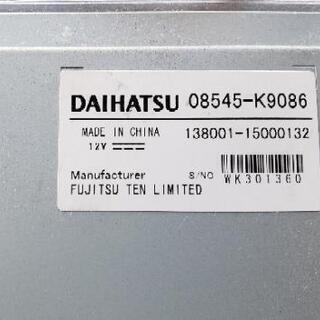 DAIHATSU 08545-K9086
MADE IN CHINA 138001-15000132
12V
Manufacturer S/NO WK301360
FUJITSU TEN LIMITED